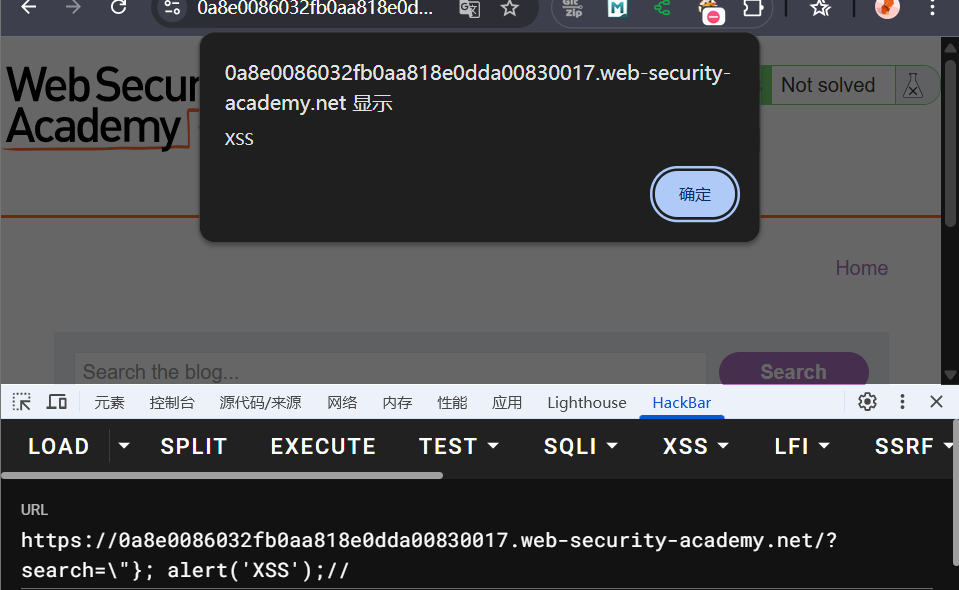 0a8e0086032fb0aa818e0d...
Git
Zip
M
0a8e0086032fb0aa818e0dda00830017.web-security-
academy.net 显示
XSS
确定
Web Secur
Academy
Not solved
Home
Search the blog...
Search
元素 控制台 源代码/来源 网络 内存 性能 应用 Lighthouse HackBar
LOAD SPLIT EXECUTE TEST SQLI XSS LFI SSRF
URL
https://0a8e0086032fb0aa818e0dda00830017.web-security-academy.net/?
search=\"}; alert('XSS');//